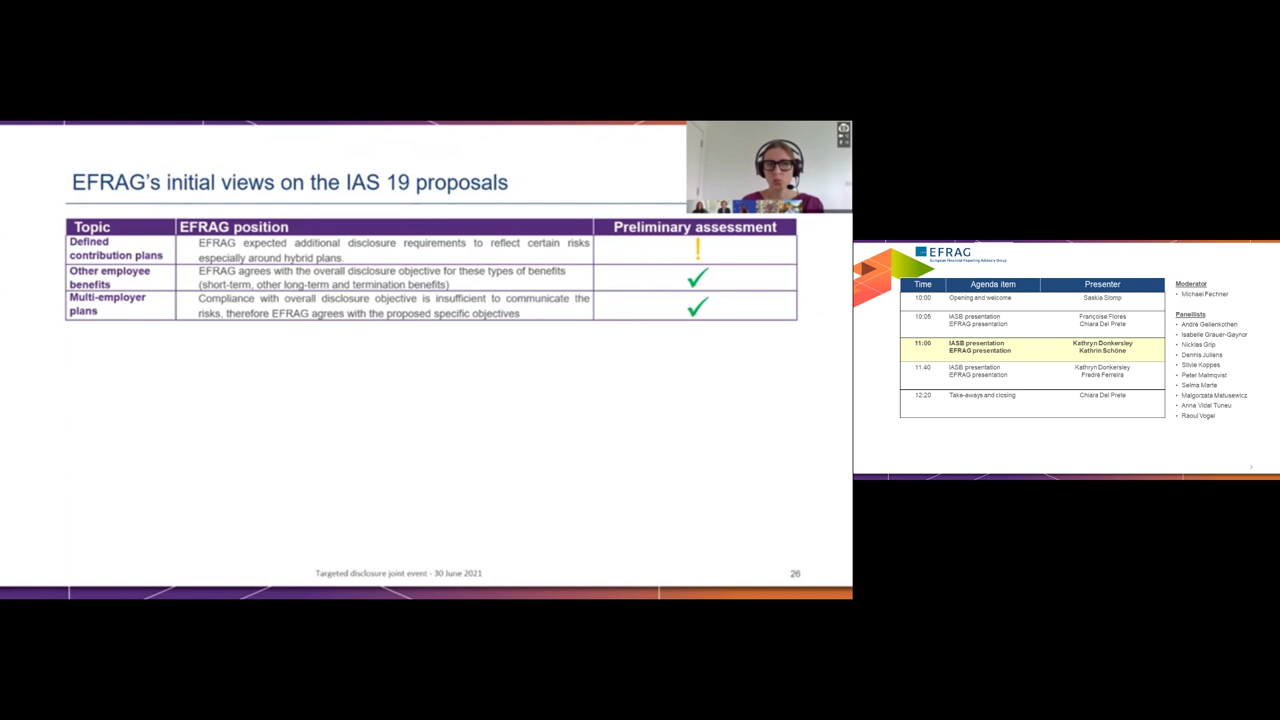 EFRAG's initial views on the IAS 19 proposals
Topic EFRAG position Preliminary assessment
Defined contribution plans
EFRAG expected additional disclosure requirements to reflect certain risks
especially around hybrid plans.
!
Other employee benefits
EFRAG agrees with the overall disclosure objective for these types of benefits
(short-term, other long-term and termination benefits)
Multi-employer plans
Compliance with overall disclosure objective is insufficient to communicate the
risks, therefore EFRAG agrees with the proposed specific objectives
Targeted disclosure joint event - 30 June 2021
26
EFRAG
European Financial Reporting Advisory Group
Time Agenda item Presenter
10:00 Opening and welcome Saskia Slomp
10:05 IASB presentation Françoise Flores
EFRAG presentation Chiara Del Prete
11:00 IASB presentation Kathryn Donkersley
EFRAG presentation Kathrin Schöne
11:40 IASB presentation Kathryn Donkersley
EFRAG presentation Fredré Ferreira
12:20 Take-aways and closing Chiara Del Prete
Moderator
• Michael Fechner
Panellists
• André Geilenkothen
• Isabelle Grauer-Gaynor
• Nicklas Grip
• Dennis Jullens
• Silvie Koppes
• Peter Malmqvist
• Selma Marte
• Malgorzata Matusewicz
• Anna Vidal Tuneu
• Raoul Vogel
3